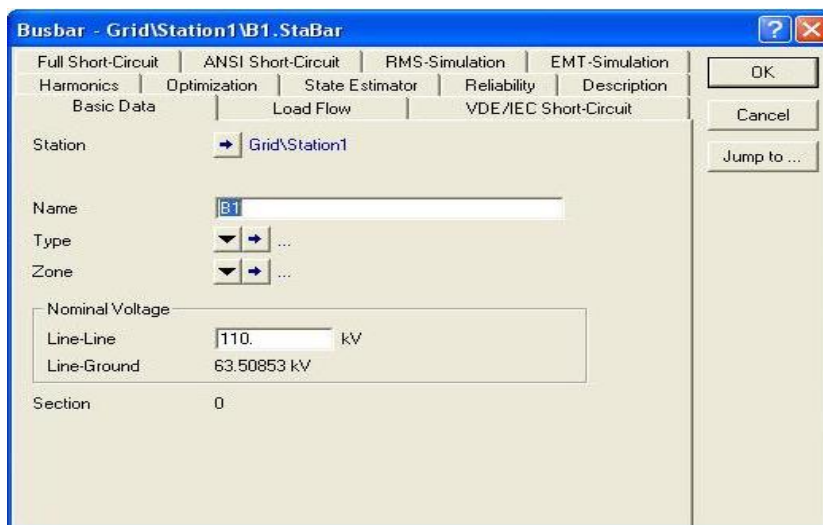 Busbar - Grid\Station1\B1.StaBar
Full Short-Circuit ANSI Short-Circuit RMS-Simulation EMT-Simulation
Harmonics Optimization State Estimator Reliability Description
Basic Data Load Flow VDE/IEC Short-Circuit
OK
Cancel
Jump to ...
Station Grid\Station1
Name B1
Type ...
Zone ...
Nominal Voltage
Line-Line 110. kV
Line-Ground 63.50853 kV
Section 0